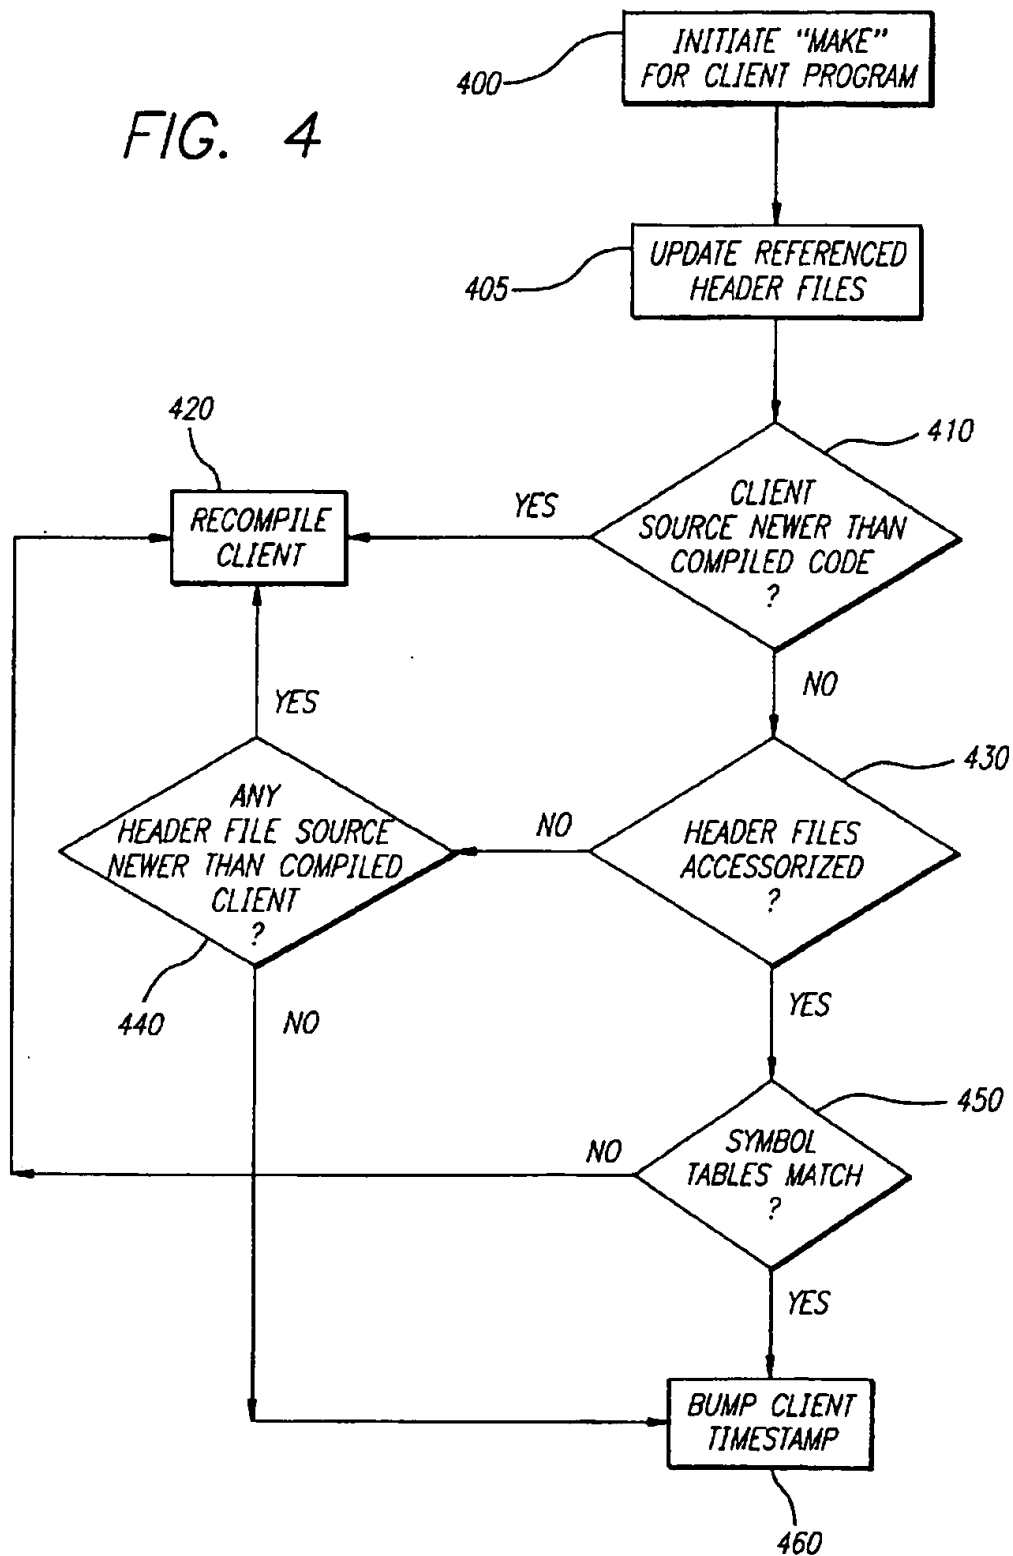 INITIATE "MAKE"
FOR CLIENT PROGRAM
400
FIG. 4
UPDATE REFERENCED
HEADER FILES
405
420
410
RECOMPILE
CLIENT
YES
CLIENT
SOURCE NEWER THAN
COMPILED CODE
?
NO
YES
430
ANY
HEADER FILE SOURCE
NEWER THAN COMPILED
CLIENT
?
NO
HEADER FILES
ACCESSORIZED
?
440
NO
YES
450
NO
SYMBOL
TABLES MATCH
?
YES
BUMP CLIENT
TIMESTAMP
460